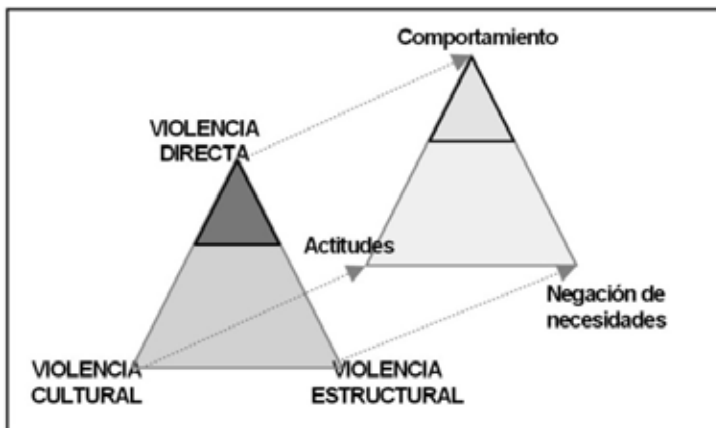 Comportamiento
VIOLENCIA
DIRECTA
Actitudes
Negación de
necesidades
VIOLENCIA
CULTURAL
VIOLENCIA
ESTRUCTURAL